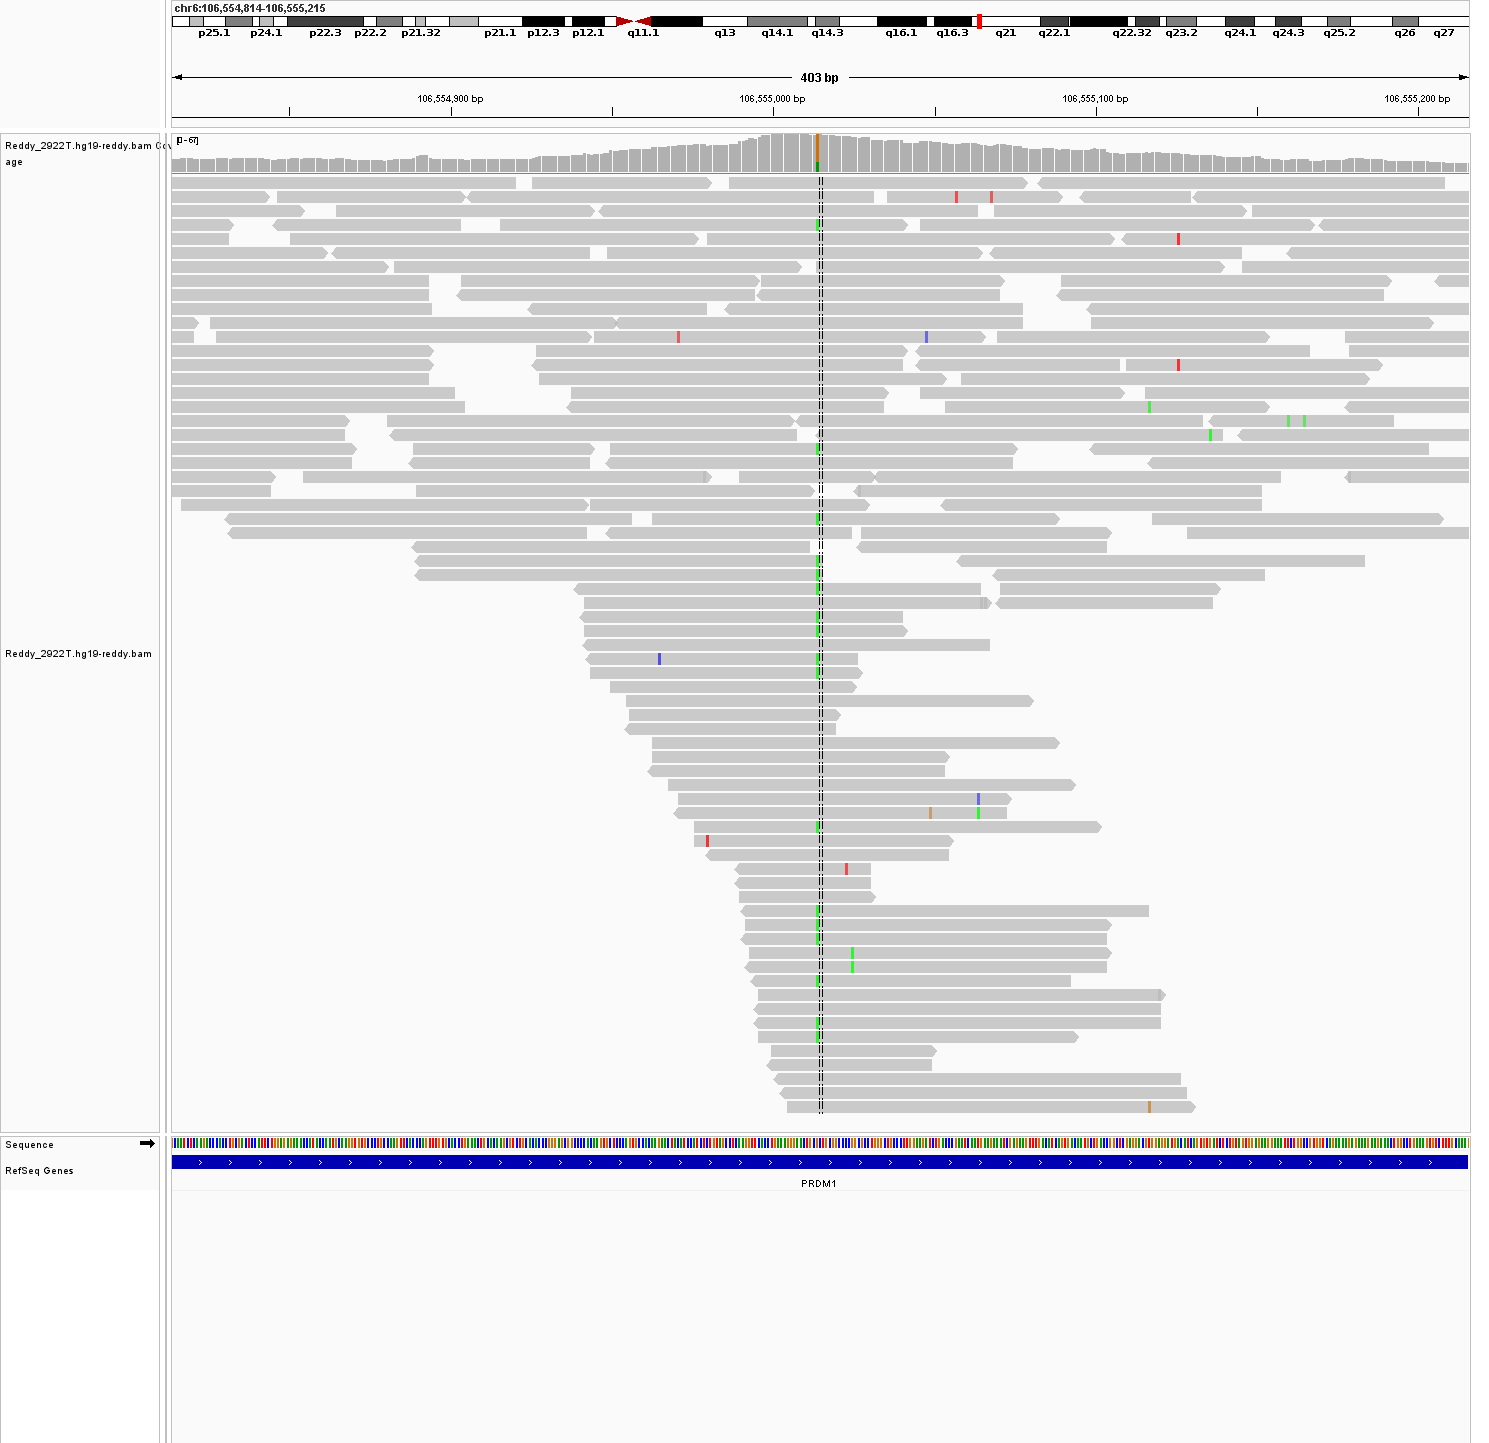 chr6:106,554,814-106,555,215
p25.1 p24.1 p22.3 p22.2 p21.32 p21.1 p12.3 p12.1 q11.1 q13 q14.1 q14.3 q16.1 q16.3 q21 q22.1 q22.32 q23.2 q24.1 q24.3 q25.2 q26 q27
403 bp
106,554,900 bp 106,555,000 bp 106,555,100 bp 106,555,200 bp
Reddy_2922T.hg19-reddy.bam Cov
age
[0 - 67]
Reddy_2922T.hg19-reddy.bam
Sequence
RefSeq Genes
PRDM1